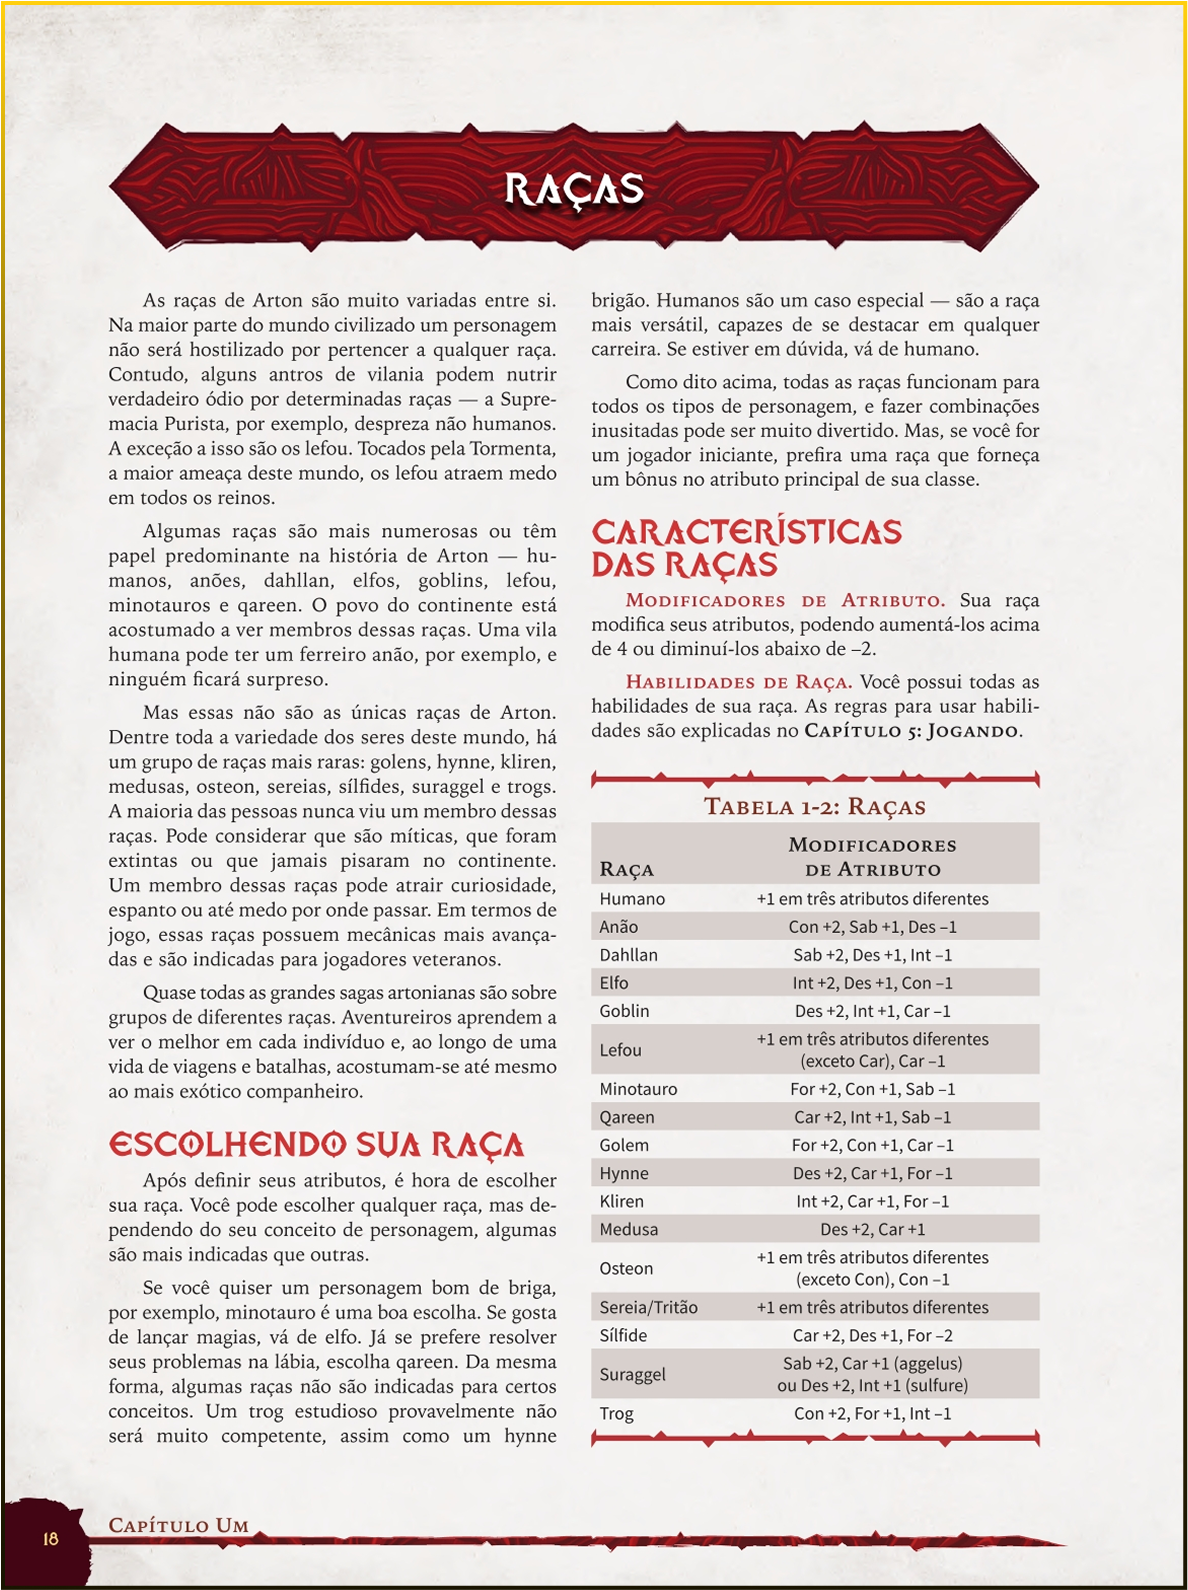 RAÇAS
As raças de Arton são muito variadas entre si.
Na maior parte do mundo civilizado um personagem
não será hostilizado por pertencer a qualquer raça.
Contudo, alguns antros de vilania podem nutrir
verdadeiro ódio por determinadas raças — a Supre-
macia Purista, por exemplo, despreza não humanos.
A exceção a isso são os lefou. Tocados pela Tormenta,
a maior ameaça deste mundo, os lefou atraem medo
em todos os reinos.
Algumas raças são mais numerosas ou têm
papel predominante na história de Arton — hu-
manos, anões, dahllan, elfos, goblins, lefou,
minotauros e qareen. O povo do continente está
acostumado a ver membros dessas raças. Uma vila
humana pode ter um ferreiro anão, por exemplo, e
ninguém ficará surpreso.
Mas essas não são as únicas raças de Arton.
Dentre toda a variedade dos seres deste mundo, há
um grupo de raças mais raras: golens, hynne, kliren,
medusas, osteon, sereias, sílfides, suraggel e trogs.
A maioria das pessoas nunca viu um membro dessas
raças. Pode considerar que são míticas, que foram
extintas ou que jamais pisaram no continente.
Um membro dessas raças pode atrair curiosidade,
espanto ou até medo por onde passar. Em termos de
jogo, essas raças possuem mecânicas mais avança-
das e são indicadas para jogadores veteranos.
Quase todas as grandes sagas artonianas são sobre
grupos de diferentes raças. Aventureiros aprendem a
ver o melhor em cada indivíduo e, ao longo de uma
vida de viagens e batalhas, acostumam-se até mesmo
ao mais exótico companheiro.
ESCOLHENDO SUA RAÇA
Após definir seus atributos, é hora de escolher
sua raça. Você pode escolher qualquer raça, mas de-
pendendo do seu conceito de personagem, algumas
são mais indicadas que outras.
Se você quiser um personagem bom de briga,
por exemplo, minotauro é uma boa escolha. Se gosta
de lançar magias, vá de elfo. Já se prefere resolver
seus problemas na lábia, escolha qareen. Da mesma
forma, algumas raças não são indicadas para certos
conceitos. Um trog estudioso provavelmente não
será muito competente, assim como um hynne
brigão. Humanos são um caso especial — são a raça
mais versátil, capazes de se destacar em qualquer
carreira. Se estiver em dúvida, vá de humano.
Como dito acima, todas as raças funcionam para
todos os tipos de personagem, e fazer combinações
inusitadas pode ser muito divertido. Mas, se você for
um jogador iniciante, prefira uma raça que forneça
um bônus no atributo principal de sua classe.
CARACTERÍSTICAS
DAS RAÇAS
Modificadores de Atributo. Sua raça
modifica seus atributos, podendo aumentá-los acima
de 4 ou diminuí-los abaixo de –2.
Habilidades de Raça. Você possui todas as
habilidades de sua raça. As regras para usar habili-
dades são explicadas no Capítulo 5: Jogando.
Tabela 1-2: Raças
Raça Modificadores
de Atributo
Humano +1 em três atributos diferentes
Anão Con +2, Sab +1, Des –1
Dahllan Sab +2, Des +1, Int –1
Elfo Int +2, Des +1, Con –1
Goblin Des +2, Int +1, Car –1
Lefou +1 em três atributos diferentes
(exceto Car), Car –1
Minotauro For +2, Con +1, Sab –1
Qareen Car +2, Int +1, Sab –1
Golem For +2, Con +1, Car –1
Hynne Des +2, Car +1, For –1
Kliren Int +2, Car +1, For –1
Medusa Des +2, Car +1
Osteon +1 em três atributos diferentes
(exceto Con), Con –1
Sereia/Tritão +1 em três atributos diferentes
Sílfide Car +2, Des +1, For –2
Suraggel Sab +2, Car +1 (aggelus)
ou Des +2, Int +1 (sulfure)
Trog Con +2, For +1, Int –1
18 Capítulo Um